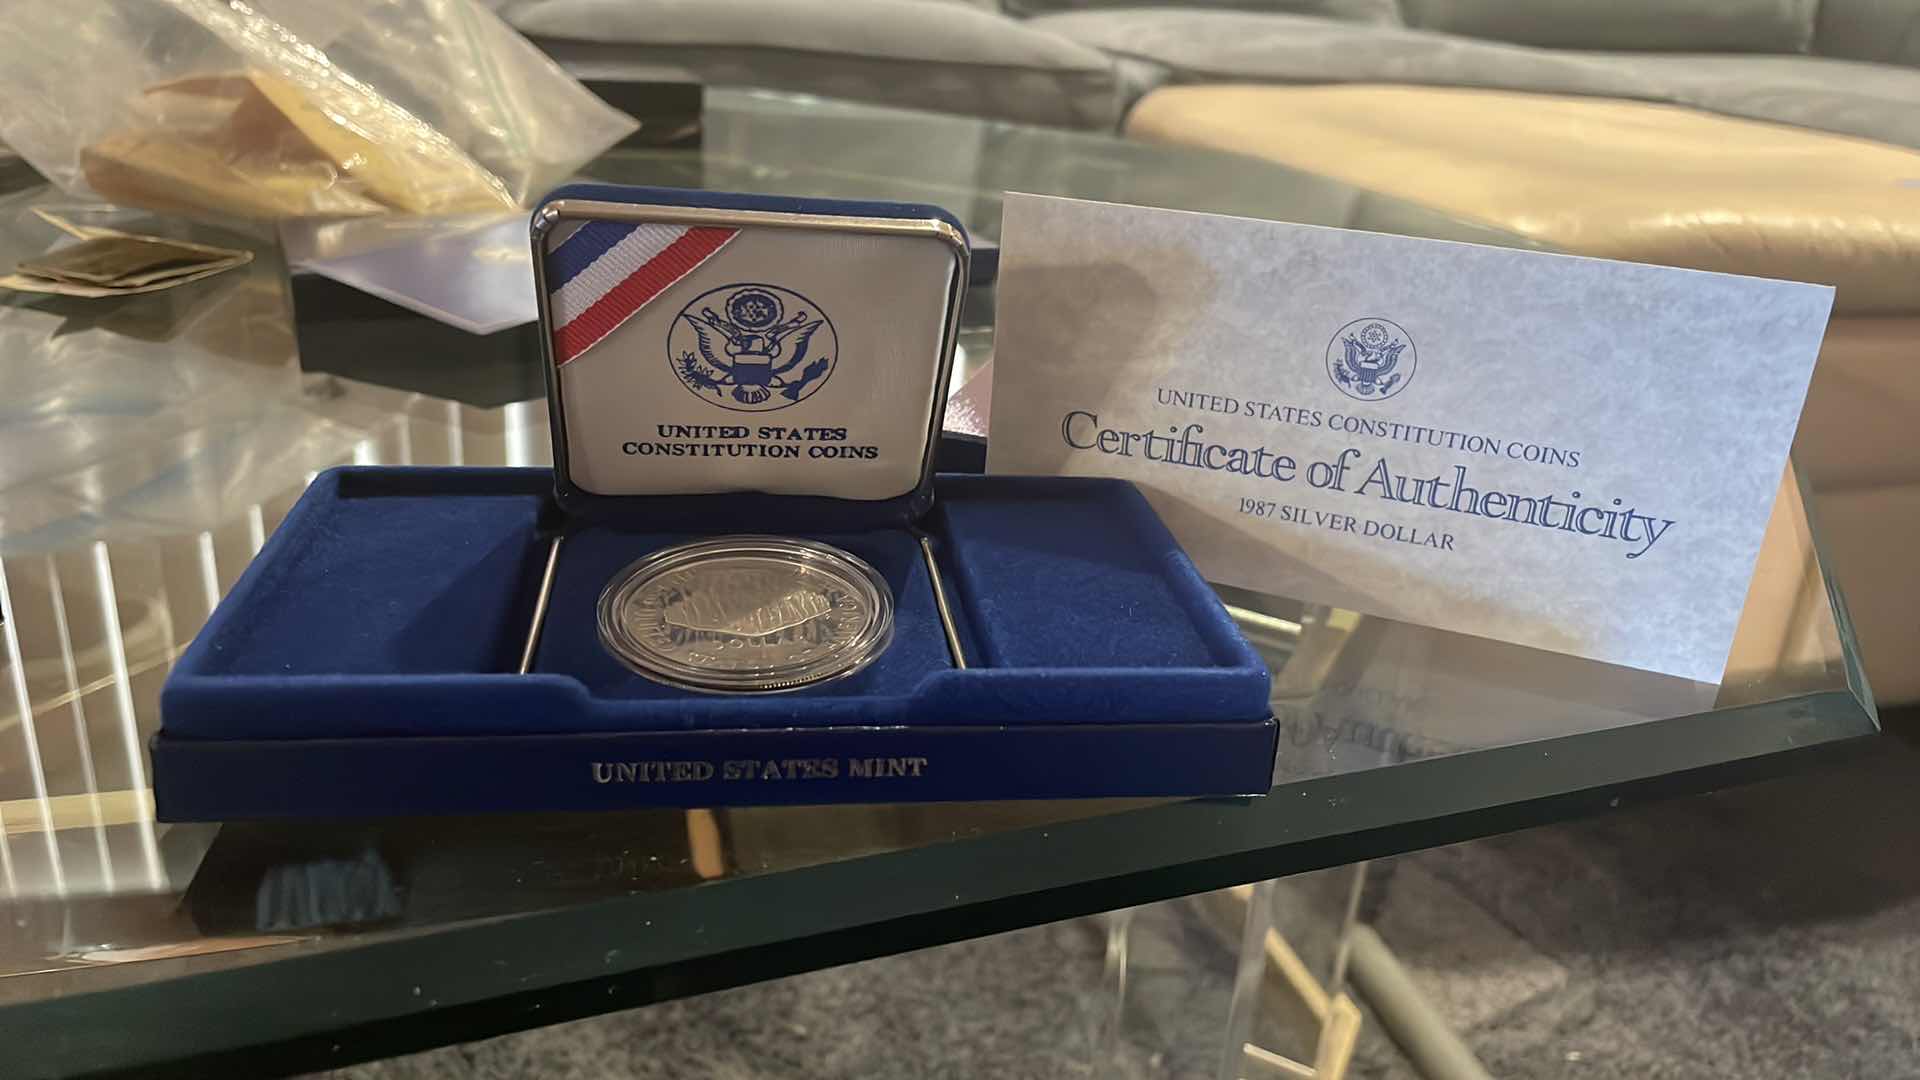 UNITED STATES
CONSTITUTION COINS
UNITED STATES MINT
UNITED STATES CONSTITUTION COINS
Certificate of Authenticity
1987 SILVER DOLLAR